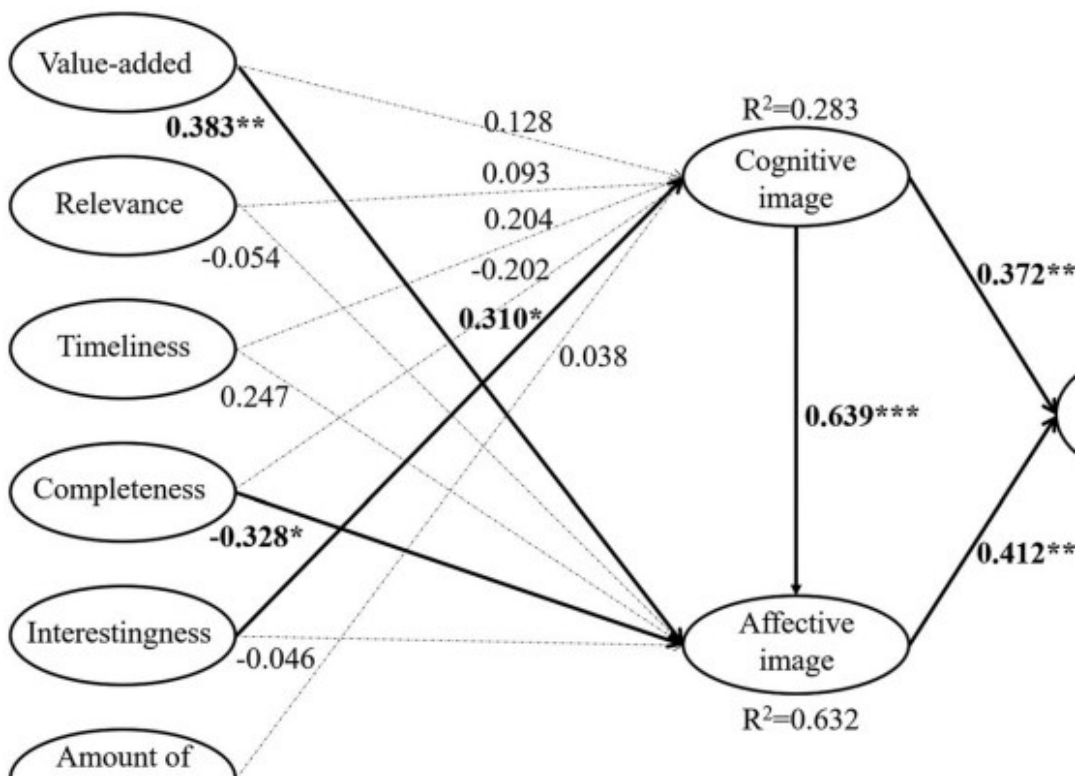 Value-added
0.383**
0.128
R²=0.283
Cognitive
image
0.093
Relevance
0.204
-0.054
-0.202
0.372**
0.310*
0.038
Timeliness
0.247
0.639***
Completeness
-0.328*
0.412**
Interestingness
-0.046
Affective
image
R²=0.632
Amount of